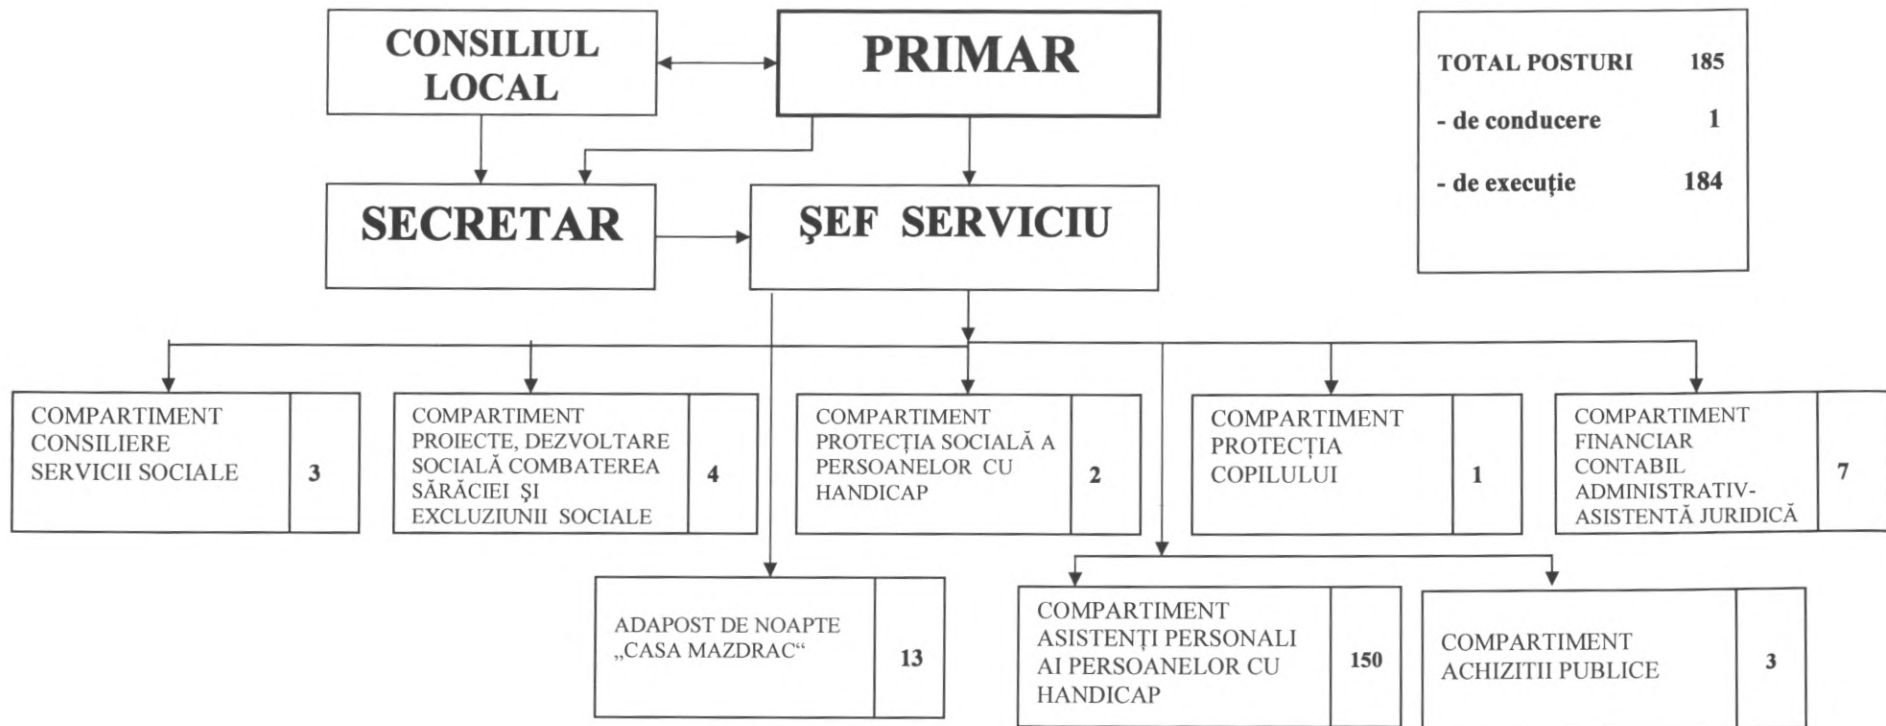 CONSILIUL
LOCAL
PRIMAR
TOTAL POSTURI 185
- de conducere 1
- de execuție 184
SECRETAR
ŞEF SERVICIU
COMPARTIMENT
CONSILIERE
SERVICII SOCIALE
3
COMPARTIMENT
PROIECTE, DEZVOLTARE
SOCIALĂ COMBATEREA
SĂRĂCIEI ŞI
EXCLUZIUNII SOCIALE
4
COMPARTIMENT
PROTECȚIA SOCIALĂ A
PERSOANELOR CU
HANDICAP
2
COMPARTIMENT
PROTECȚIA
COPILULUI
1
COMPARTIMENT
FINANCIAR
CONTABIL
ADMINISTRATIV-
ASISTENTĂ JURIDICĂ
7
ADAPOST DE NOAPTE
„CASA MAZDRAC“
13
COMPARTIMENT
ASISTENȚI PERSONALI
AI PERSOANELOR CU
HANDICAP
150
COMPARTIMENT
ACHIZITII PUBLICE
3